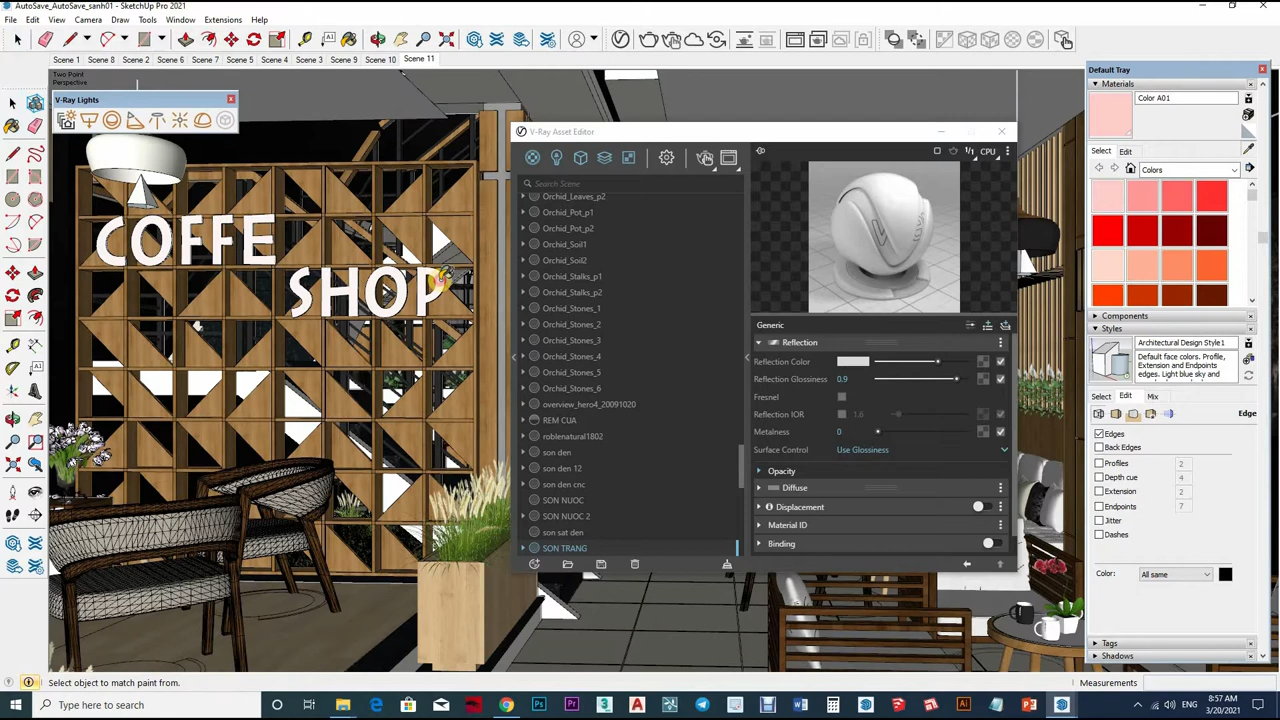 AutoSave_AutoSave_sanh01 - SketchUp Pro 2021
File Edit View Camera Draw Tools Window Extensions Help
Scene 1 Scene 8 Scene 2 Scene 6 Scene 7 Scene 5 Scene 4 Scene 3 Scene 9 Scene 10 Scene 11
Two Point
Perspective
V-Ray Lights
COFFE
SHOP
V-Ray Asset Editor
CPU
Search Scene
Orchid_Leaves_p2
Orchid_Pot_p1
Orchid_Pot_p2
Orchid_Soil1
Orchid_Soil2
Orchid_Stalks_p1
Orchid_Stalks_p2
Orchid_Stones_1
Orchid_Stones_2
Orchid_Stones_3
Orchid_Stones_4
Orchid_Stones_5
Orchid_Stones_6
overview_hero4_20091020
REM CUA
roblenatural1802
son den
son den 12
son den cnc
SON NUOC
SON NUOC 2
son sat den
SON TRANG
Generic
Reflection
Reflection Color
Reflection Glossiness 0.9
Fresnel
Reflection IOR 1.6
Metalness 0
Surface Control Use Glossiness
Opacity
Diffuse
Displacement
Material ID
Binding
Default Tray
Materials
Color A01
Select Edit
Colors
Components
Styles
Architectural Design Style1
Default face colors. Profile,
Extension and Endpoints
edges. Light blue sky and
Select Edit Mix
Edge
Edges
Back Edges
Profiles 2
Depth cue 4
Extension 2
Endpoints 7
Jitter
Dashes
Color: All same
Tags
Shadows
Select object to match paint from.
Measurements
Type here to search
8:57 AM
3/20/2021